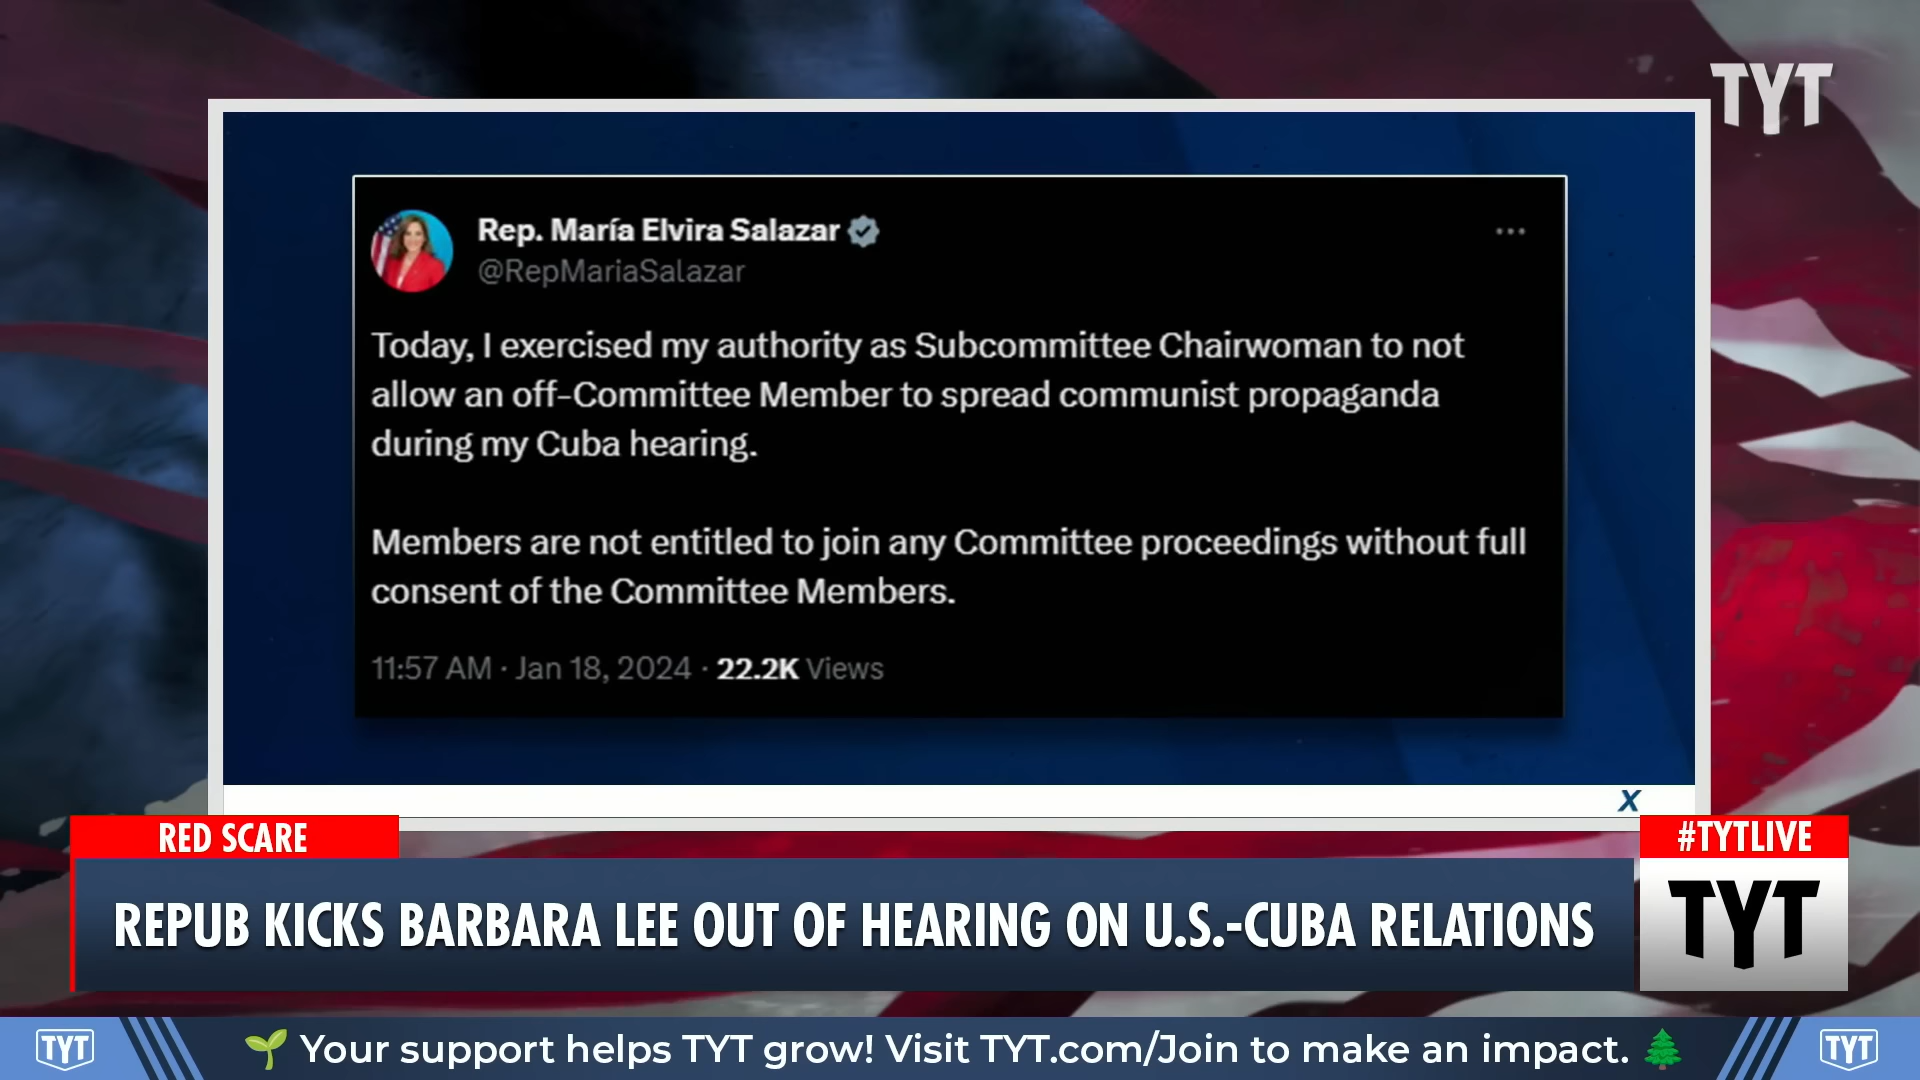 TYT
Rep. María Elvira Salazar
@RepMariaSalazar
Today, I exercised my authority as Subcommittee Chairwoman to not
allow an off-Committee Member to spread communist propaganda
during my Cuba hearing.
Members are not entitled to join any Committee proceedings without full
consent of the Committee Members.
11:57 AM · Jan 18, 2024 · 22.2K Views
X
RED SCARE
#TYTLIVE
REPUB KICKS BARBARA LEE OUT OF HEARING ON U.S.-CUBA RELATIONS
TYT
TYT
🌱 Your support helps TYT grow! Visit TYT.com/Join to make an impact. 🌲
TYT